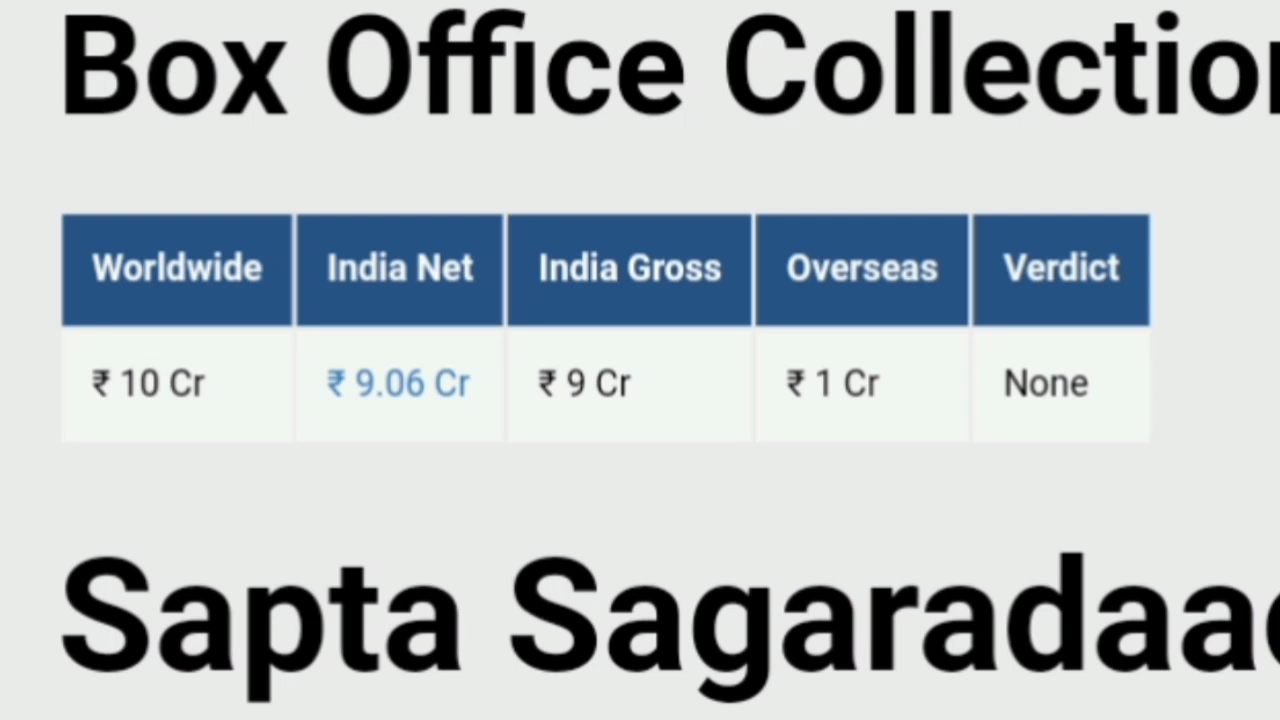 Box Office Collection
Worldwide India Net India Gross Overseas Verdict
₹ 10 Cr ₹ 9.06 Cr ₹ 9 Cr ₹ 1 Cr None
Sapta Sagaradaa